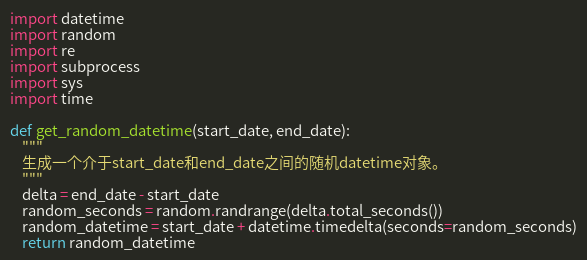 import datetime
import random
import re
import subprocess
import sys
import time
def get_random_datetime(start_date, end_date):
"""
生成一个介于start_date和end_date之间的随机datetime对象。
"""
delta = end_date - start_date
random_seconds = random.randrange(delta.total_seconds())
random_datetime = start_date + datetime.timedelta(seconds=random_seconds)
return random_datetime